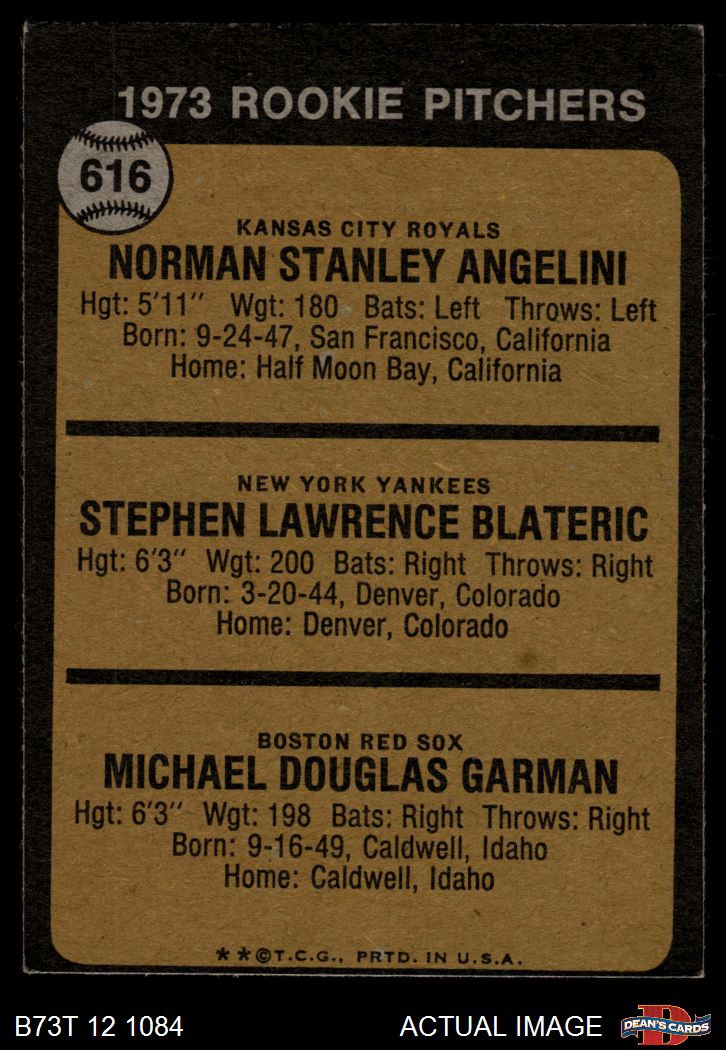 1973 ROOKIE PITCHERS
616
KANSAS CITY ROYALS
NORMAN STANLEY ANGELINI
Hgt: 5'11" Wgt: 180 Bats: Left Throws: Left
Born: 9-24-47, San Francisco, California
Home: Half Moon Bay, California
NEW YORK YANKEES
STEPHEN LAWRENCE BLATERIC
Hgt: 6'3" Wgt: 200 Bats: Right Throws: Right
Born: 3-20-44, Denver, Colorado
Home: Denver, Colorado
BOSTON RED SOX
MICHAEL DOUGLAS GARMAN
Hgt: 6'3" Wgt: 198 Bats: Right Throws: Right
Born: 9-16-49, Caldwell, Idaho
Home: Caldwell, Idaho
**©T.C.G., PRTD. IN U.S.A.
B73T 12 1084 ACTUAL IMAGE
D
DEAN'S CARDS